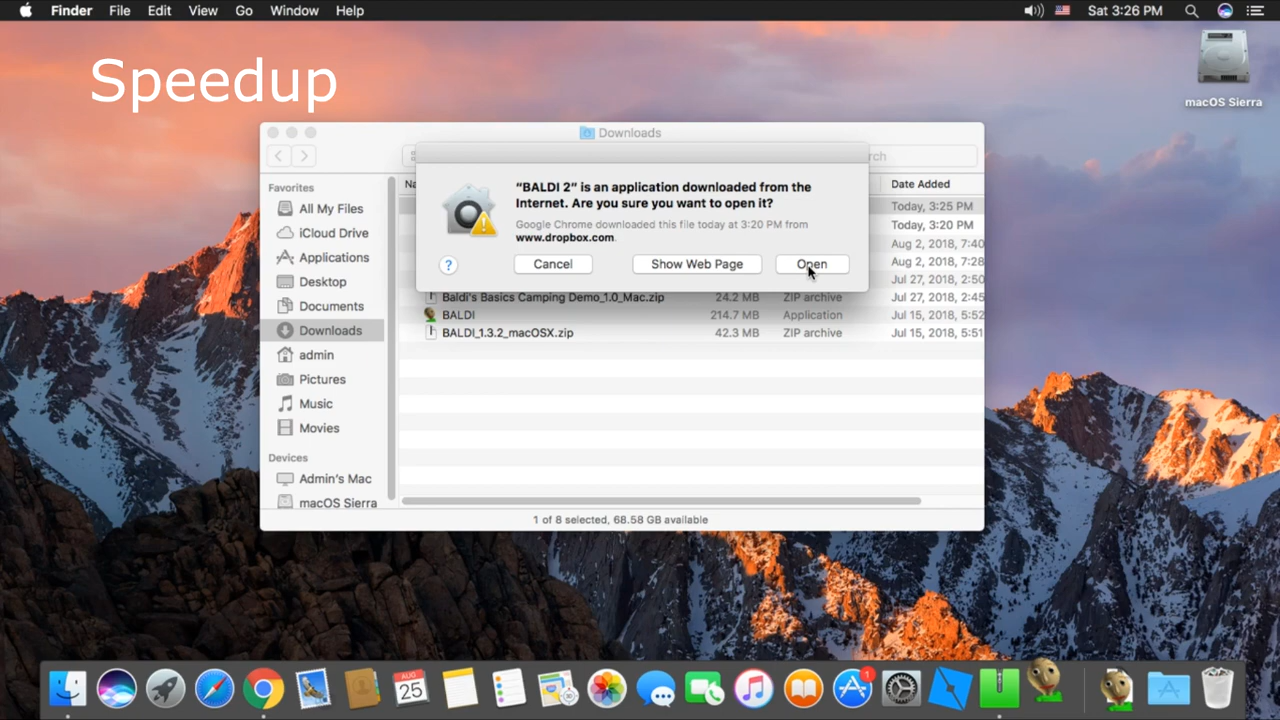 Finder File Edit View Go Window Help Sat 3:26 PM
Speedup
macOS Sierra
Downloads
Favorites
All My Files
iCloud Drive
Applications
Desktop
Documents
Downloads
admin
Pictures
Music
Movies
Devices
Admin's Mac
macOS Sierra
“BALDI 2” is an application downloaded from the
Internet. Are you sure you want to open it?
Google Chrome downloaded this file today at 3:20 PM from
www.dropbox.com.
? Cancel Show Web Page Open
Date Added
Today, 3:25 PM
Today, 3:20 PM
Aug 2, 2018, 7:40
Aug 2, 2018, 7:28
Jul 27, 2018, 2:50
Baldi's Basics Camping Demo_1.0_Mac.zip 24.2 MB ZIP archive Jul 27, 2018, 2:45
BALDI 214.7 MB Application Jul 15, 2018, 5:52
BALDI_1.3.2_macOSX.zip 42.3 MB ZIP archive Jul 15, 2018, 5:51
1 of 8 selected, 68.58 GB available
AUG
25
1